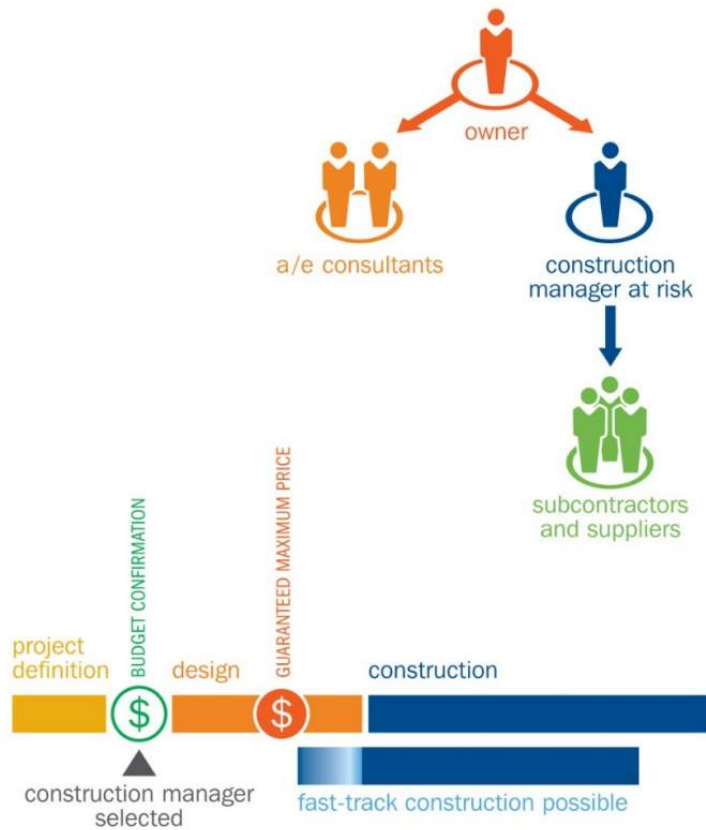 owner
a/e consultants
construction
manager at risk
subcontractors
and suppliers
project
definition
BUDGET CONFIRMATION
$
design
GUARANTEED MAXIMUM PRICE
$
construction
construction manager
selected
fast-track construction possible